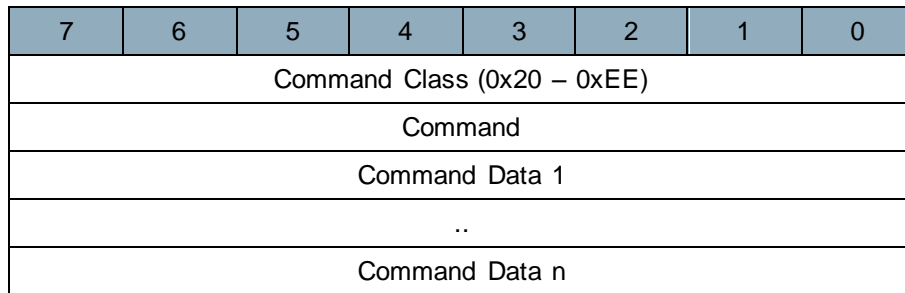 7 6 5 4 3 2 1 0
Command Class (0x20 – 0xEE)
Command
Command Data 1
..
Command Data n